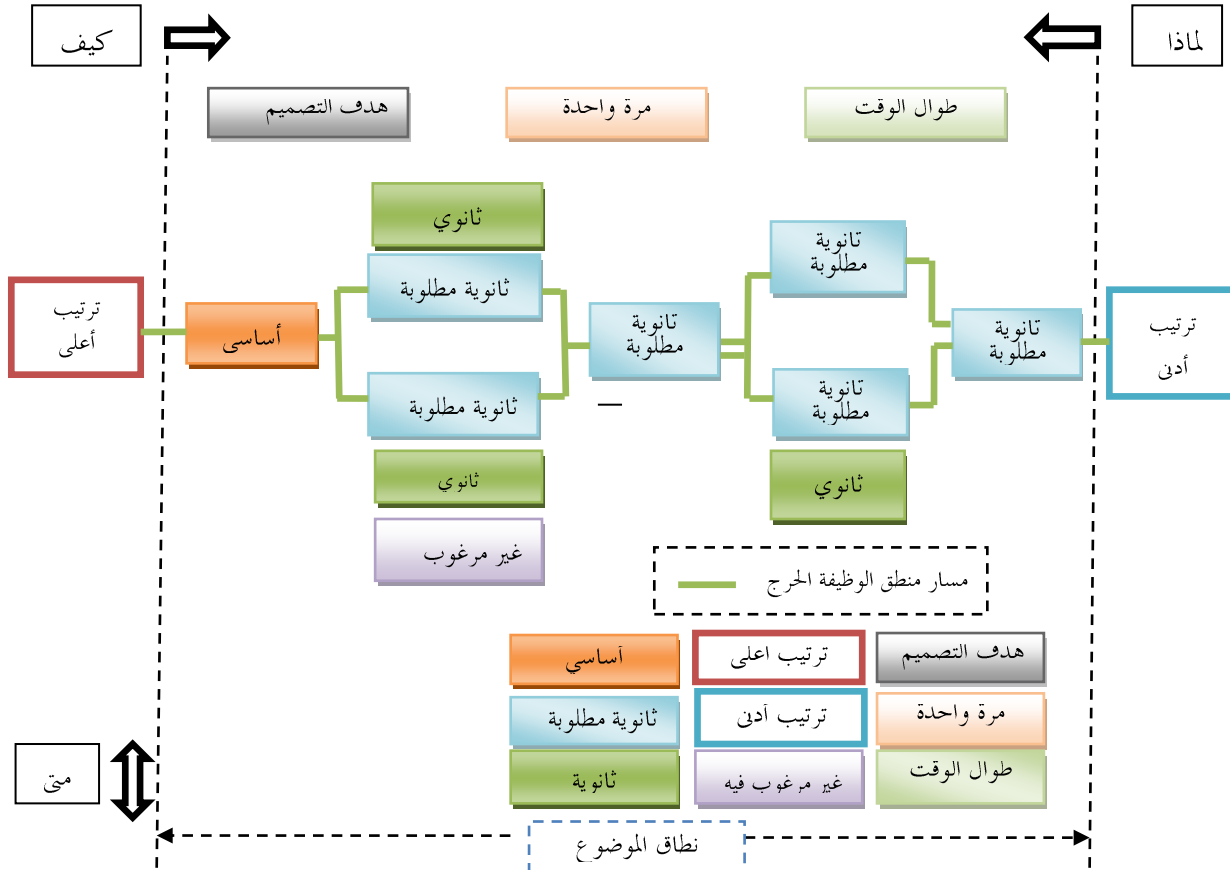 لماذا
كيف
طوال الوقت
مرة واحدة
هدف التصميم
ثانوي
ثانوية مطلوبة
ثانوية مطلوبة
ثانوي
غير مرغوب
ترتيب
أعلى
أساسى
ثانوية
مطلوبة
ثانوية
مطلوبة
ثانوية
مطلوبة
ثانوي
ثانوية
مطلوبة
ترتيب
أدنى
مسار منطق الوظيفة الحرج
هدف التصميم
ترتيب اعلى
أساسي
مرة واحدة
ترتيب أدنى
ثانوية مطلوبة
طوال الوقت
غير مرغوب فيه
ثانوية
متى
نطاق الموضوع